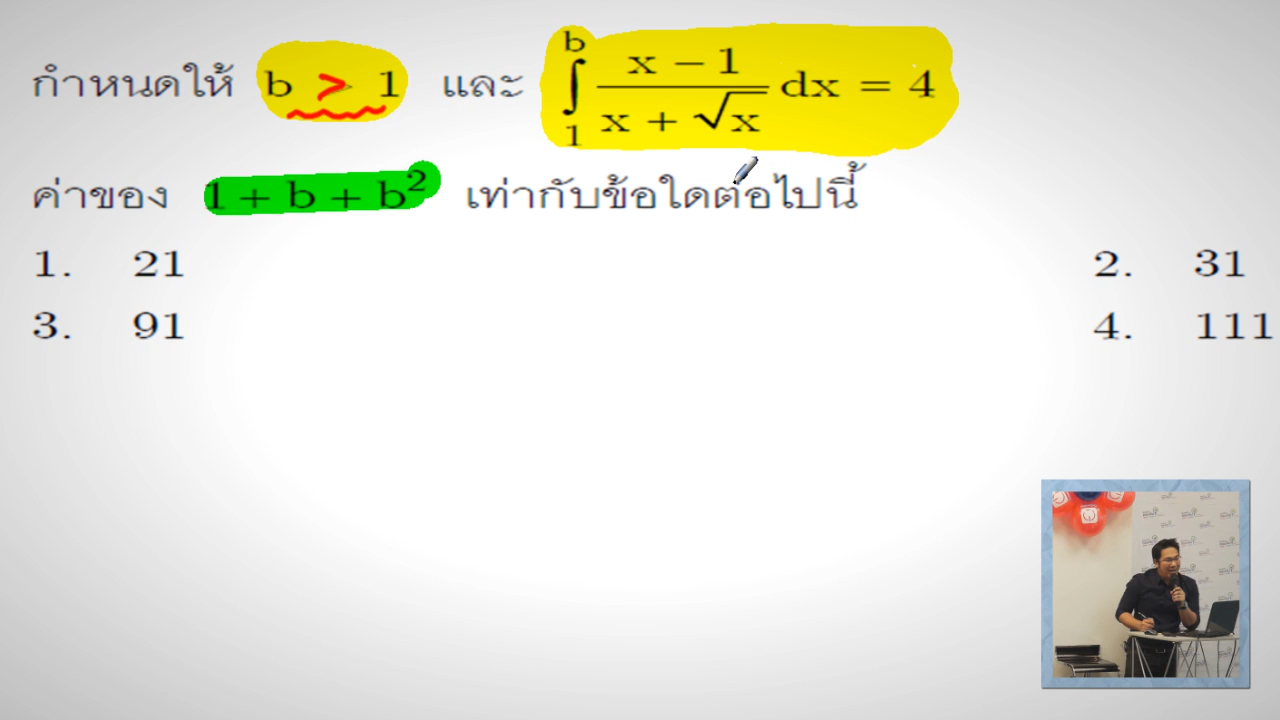 กำหนดให้ b > 1 และ ∫₁ᵇ (x − 1)/(x + √x) dx = 4
ค่าของ 1 + b + b² เท่ากับข้อใดต่อไปนี้
1. 21 2. 31
3. 91 4. 111